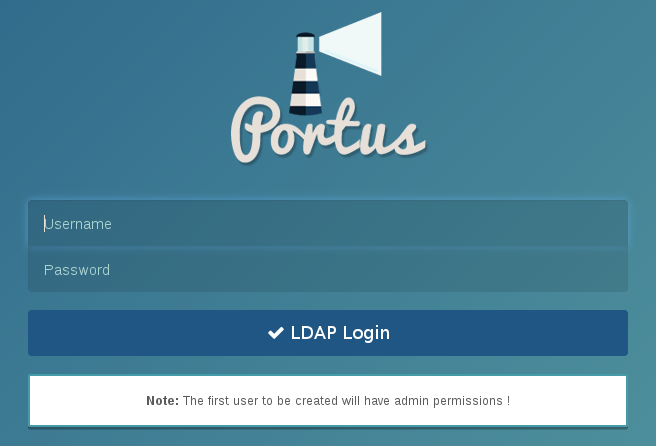 Portus
Username
Password
LDAP Login
Note: The first user to be created will have admin permissions !